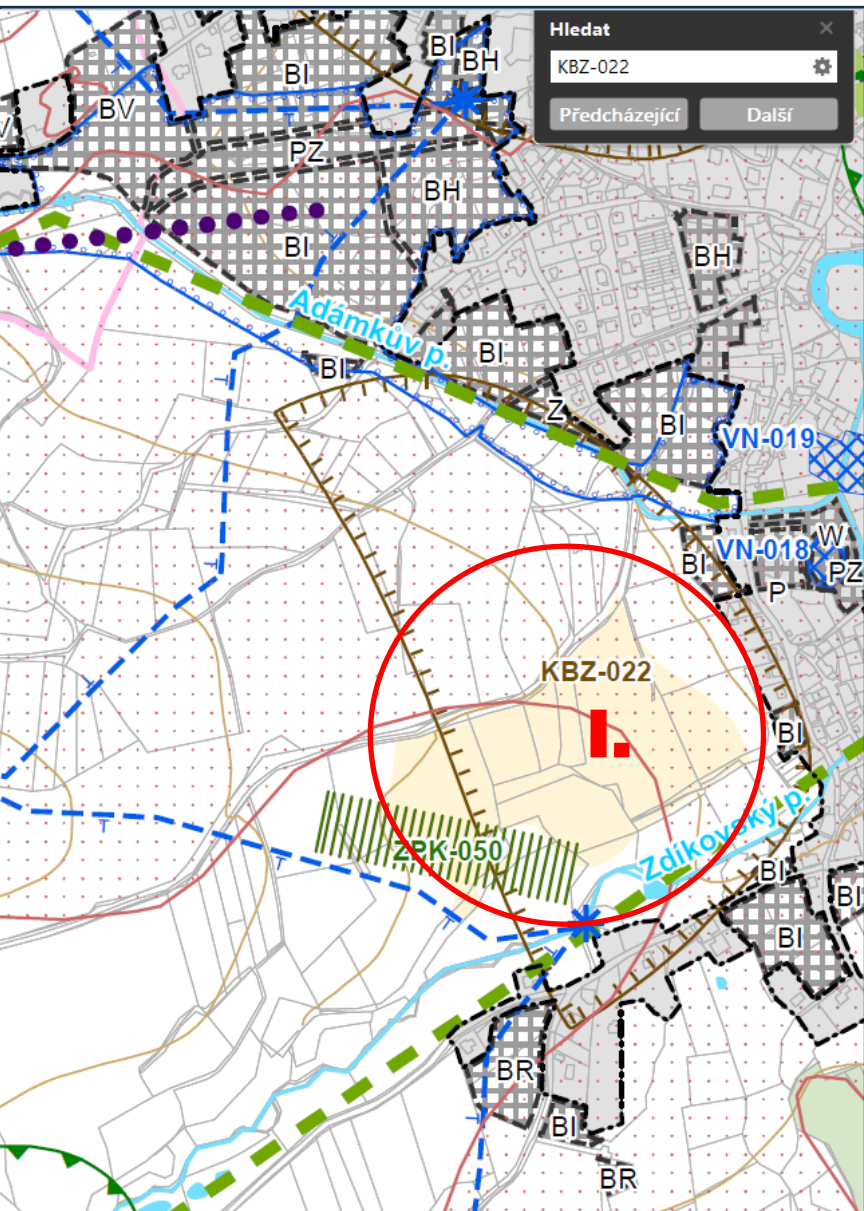 Hledat
KBZ-022
Předcházející
Další
BI
BH
BI
BV
PZ
BH
BI
BH
Adámkův p.
BI
BI
Z
BI
VN-019
VN-018
W
BI
PZ
P
KBZ-022
BI
ZPK-050
Zdíkovský p.
BI
BI
BI
BR
BI
BR